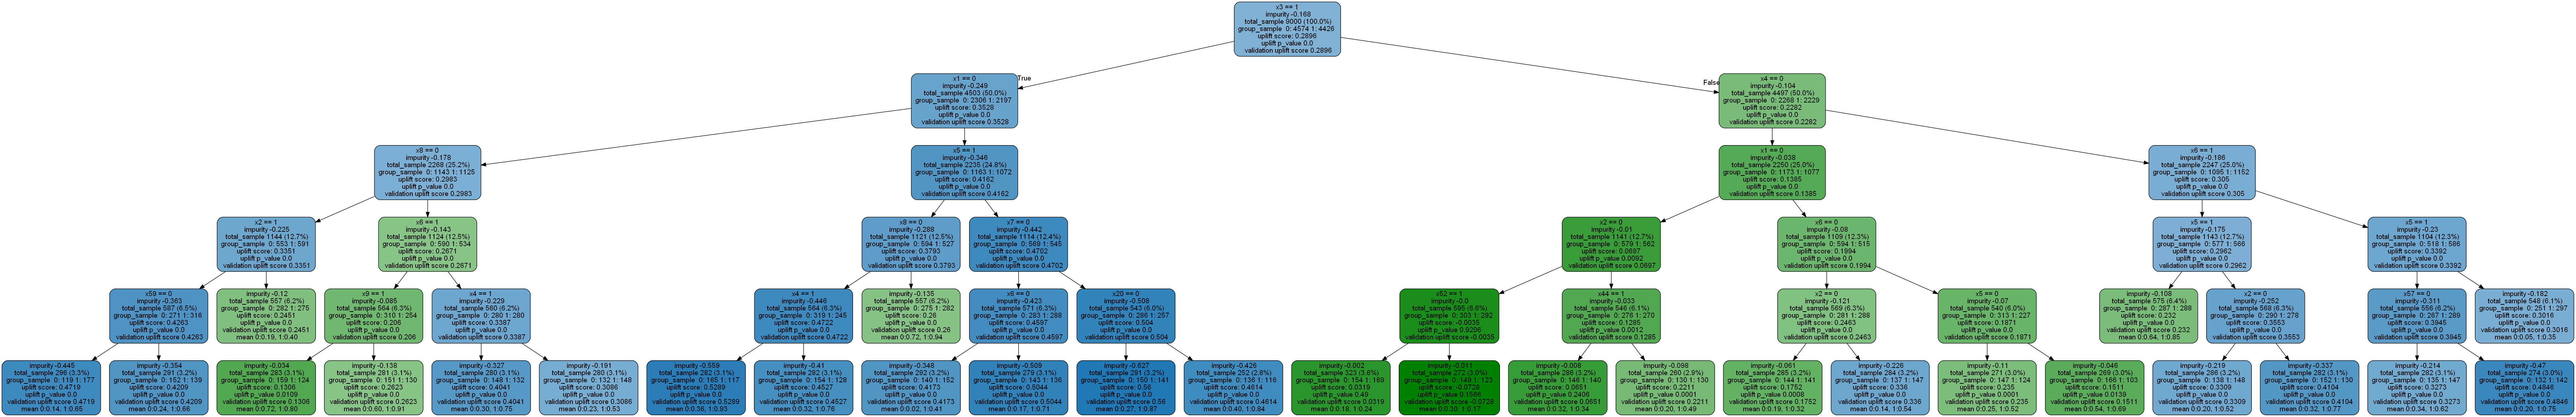 x3 == 1
impurity -0.168
total_sample 9000 (100.0%)
group_sample 0: 4574 1: 4426
uplift score: 0.2896
uplift p_value 0.0
validation uplift score 0.2896
True
False
x1 == 0
impurity -0.249
total_sample 4503 (50.0%)
group_sample 0: 2306 1: 2197
uplift score: 0.3528
uplift p_value 0.0
validation uplift score 0.3528
x4 == 0
impurity -0.104
total_sample 4497 (50.0%)
group_sample 0: 2268 1: 2229
uplift score: 0.2282
uplift p_value 0.0
validation uplift score 0.2282
x8 == 0
impurity -0.178
total_sample 2268 (25.2%)
group_sample 0: 1143 1: 1125
uplift score: 0.2983
uplift p_value 0.0
validation uplift score 0.2983
x5 == 1
impurity -0.346
total_sample 2235 (24.8%)
group_sample 0: 1163 1: 1072
uplift score: 0.4162
uplift p_value 0.0
validation uplift score 0.4162
x1 == 0
impurity -0.038
total_sample 2250 (25.0%)
group_sample 0: 1173 1: 1077
uplift score: 0.1385
uplift p_value 0.0
validation uplift score 0.1385
x6 == 1
impurity -0.186
total_sample 2247 (25.0%)
group_sample 0: 1095 1: 1152
uplift score: 0.305
uplift p_value 0.0
validation uplift score 0.305
x2 == 1
impurity -0.225
total_sample 1144 (12.7%)
group_sample 0: 553 1: 591
uplift score: 0.3351
uplift p_value 0.0
validation uplift score 0.3351
x6 == 1
impurity -0.143
total_sample 1124 (12.5%)
group_sample 0: 590 1: 534
uplift score: 0.2671
uplift p_value 0.0
validation uplift score 0.2671
x8 == 0
impurity -0.288
total_sample 1121 (12.5%)
group_sample 0: 594 1: 527
uplift score: 0.3793
uplift p_value 0.0
validation uplift score 0.3793
x7 == 0
impurity -0.442
total_sample 1114 (12.4%)
group_sample 0: 569 1: 545
uplift score: 0.4702
uplift p_value 0.0
validation uplift score 0.4702
x2 == 0
impurity -0.01
total_sample 1141 (12.7%)
group_sample 0: 579 1: 562
uplift score: 0.0697
uplift p_value 0.0092
validation uplift score 0.0697
x6 == 0
impurity -0.08
total_sample 1109 (12.3%)
group_sample 0: 594 1: 515
uplift score: 0.1994
uplift p_value 0.0
validation uplift score 0.1994
x5 == 1
impurity -0.175
total_sample 1143 (12.7%)
group_sample 0: 577 1: 566
uplift score: 0.2962
uplift p_value 0.0
validation uplift score 0.2962
x5 == 1
impurity -0.23
total_sample 1104 (12.3%)
group_sample 0: 518 1: 586
uplift score: 0.3392
uplift p_value 0.0
validation uplift score 0.3392
x59 == 0
impurity -0.363
total_sample 587 (6.5%)
group_sample 0: 271 1: 316
uplift score: 0.4263
uplift p_value 0.0
validation uplift score 0.4263
impurity -0.12
total_sample 557 (6.2%)
group_sample 0: 282 1: 275
uplift score: 0.2451
uplift p_value 0.0
validation uplift score 0.2451
mean 0:0.19, 1:0.40
x9 == 1
impurity -0.085
total_sample 564 (6.3%)
group_sample 0: 310 1: 254
uplift score: 0.206
uplift p_value 0.0
validation uplift score 0.206
x4 == 1
impurity -0.229
total_sample 560 (6.2%)
group_sample 0: 280 1: 280
uplift score: 0.3387
uplift p_value 0.0
validation uplift score 0.3387
x4 == 1
impurity -0.446
total_sample 564 (6.3%)
group_sample 0: 319 1: 245
uplift score: 0.4722
uplift p_value 0.0
validation uplift score 0.4722
impurity -0.135
total_sample 557 (6.2%)
group_sample 0: 275 1: 282
uplift score: 0.26
uplift p_value 0.0
validation uplift score 0.26
mean 0:0.72, 1:0.94
x6 == 0
impurity -0.423
total_sample 571 (6.3%)
group_sample 0: 283 1: 288
uplift score: 0.4597
uplift p_value 0.0
validation uplift score 0.4597
x20 == 0
impurity -0.508
total_sample 543 (6.0%)
group_sample 0: 286 1: 257
uplift score: 0.504
uplift p_value 0.0
validation uplift score 0.504
x52 == 1
impurity -0.0
total_sample 595 (6.6%)
group_sample 0: 303 1: 292
uplift score: -0.0035
uplift p_value 0.9206
validation uplift score -0.0035
x44 == 1
impurity -0.033
total_sample 546 (6.1%)
group_sample 0: 276 1: 270
uplift score: 0.1285
uplift p_value 0.0012
validation uplift score 0.1285
x2 == 0
impurity -0.121
total_sample 569 (6.3%)
group_sample 0: 281 1: 288
uplift score: 0.2463
uplift p_value 0.0
validation uplift score 0.2463
x5 == 0
impurity -0.07
total_sample 540 (6.0%)
group_sample 0: 313 1: 227
uplift score: 0.1871
uplift p_value 0.0
validation uplift score 0.1871
impurity -0.108
total_sample 575 (6.4%)
group_sample 0: 287 1: 288
uplift score: 0.232
uplift p_value 0.0
validation uplift score 0.232
mean 0:0.64, 1:0.85
x2 == 0
impurity -0.252
total_sample 568 (6.3%)
group_sample 0: 290 1: 278
uplift score: 0.3553
uplift p_value 0.0
validation uplift score 0.3553
x57 == 0
impurity -0.311
total_sample 556 (6.2%)
group_sample 0: 267 1: 289
uplift score: 0.3945
uplift p_value 0.0
validation uplift score 0.3945
impurity -0.182
total_sample 548 (6.1%)
group_sample 0: 251 1: 297
uplift score: 0.3016
uplift p_value 0.0
validation uplift score 0.3016
mean 0:0.05, 1:0.35
impurity -0.445
total_sample 296 (3.3%)
group_sample 0: 119 1: 177
uplift score: 0.4719
uplift p_value 0.0
validation uplift score 0.4719
mean 0:0.14, 1:0.65
impurity -0.354
total_sample 291 (3.2%)
group_sample 0: 152 1: 139
uplift score: 0.4209
uplift p_value 0.0
validation uplift score 0.4209
mean 0:0.24, 1:0.66
impurity -0.034
total_sample 283 (3.1%)
group_sample 0: 159 1: 124
uplift score: 0.1306
uplift p_value 0.0109
validation uplift score 0.1306
mean 0:0.72, 1:0.80
impurity -0.138
total_sample 281 (3.1%)
group_sample 0: 151 1: 130
uplift score: 0.2623
uplift p_value 0.0
validation uplift score 0.2623
mean 0:0.60, 1:0.91
impurity -0.327
total_sample 280 (3.1%)
group_sample 0: 148 1: 132
uplift score: 0.4041
uplift p_value 0.0
validation uplift score 0.4041
mean 0:0.30, 1:0.75
impurity -0.191
total_sample 280 (3.1%)
group_sample 0: 132 1: 148
uplift score: 0.3086
uplift p_value 0.0
validation uplift score 0.3086
mean 0:0.23, 1:0.53
impurity -0.559
total_sample 282 (3.1%)
group_sample 0: 165 1: 117
uplift score: 0.5289
uplift p_value 0.0
validation uplift score 0.5289
mean 0:0.36, 1:0.93
impurity -0.41
total_sample 282 (3.1%)
group_sample 0: 154 1: 128
uplift score: 0.4527
uplift p_value 0.0
validation uplift score 0.4527
mean 0:0.32, 1:0.76
impurity -0.348
total_sample 292 (3.2%)
group_sample 0: 140 1: 152
uplift score: 0.4173
uplift p_value 0.0
validation uplift score 0.4173
mean 0:0.02, 1:0.41
impurity -0.509
total_sample 279 (3.1%)
group_sample 0: 143 1: 136
uplift score: 0.5044
uplift p_value 0.0
validation uplift score 0.5044
mean 0:0.17, 1:0.71
impurity -0.627
total_sample 291 (3.2%)
group_sample 0: 150 1: 141
uplift score: 0.56
uplift p_value 0.0
validation uplift score 0.56
mean 0:0.27, 1:0.87
impurity -0.426
total_sample 252 (2.8%)
group_sample 0: 136 1: 116
uplift score: 0.4614
uplift p_value 0.0
validation uplift score 0.4614
mean 0:0.40, 1:0.84
impurity -0.002
total_sample 323 (3.6%)
group_sample 0: 154 1: 169
uplift score: 0.0319
uplift p_value 0.49
validation uplift score 0.0319
mean 0:0.18, 1:0.24
impurity -0.011
total_sample 272 (3.0%)
group_sample 0: 149 1: 123
uplift score: -0.0728
uplift p_value 0.1566
validation uplift score -0.0728
mean 0:0.30, 1:0.17
impurity -0.008
total_sample 286 (3.2%)
group_sample 0: 146 1: 140
uplift score: 0.0651
uplift p_value 0.2406
validation uplift score 0.0651
mean 0:0.32, 1:0.34
impurity -0.098
total_sample 260 (2.9%)
group_sample 0: 130 1: 130
uplift score: 0.2211
uplift p_value 0.0001
validation uplift score 0.2211
mean 0:0.20, 1:0.49
impurity -0.061
total_sample 285 (3.2%)
group_sample 0: 144 1: 141
uplift score: 0.1752
uplift p_value 0.0008
validation uplift score 0.1752
mean 0:0.19, 1:0.32
impurity -0.226
total_sample 284 (3.2%)
group_sample 0: 137 1: 147
uplift score: 0.336
uplift p_value 0.0
validation uplift score 0.336
mean 0:0.14, 1:0.54
impurity -0.11
total_sample 271 (3.0%)
group_sample 0: 147 1: 124
uplift score: 0.235
uplift p_value 0.0001
validation uplift score 0.235
mean 0:0.25, 1:0.52
impurity -0.046
total_sample 269 (3.0%)
group_sample 0: 166 1: 103
uplift score: 0.1511
uplift p_value 0.0139
validation uplift score 0.1511
mean 0:0.54, 1:0.69
impurity -0.219
total_sample 286 (3.2%)
group_sample 0: 138 1: 148
uplift score: 0.3309
uplift p_value 0.0
validation uplift score 0.3309
mean 0:0.20, 1:0.52
impurity -0.337
total_sample 282 (3.1%)
group_sample 0: 152 1: 130
uplift score: 0.4104
uplift p_value 0.0
validation uplift score 0.4104
mean 0:0.32, 1:0.77
impurity -0.214
total_sample 282 (3.1%)
group_sample 0: 135 1: 147
uplift score: 0.3273
uplift p_value 0.0
validation uplift score 0.3273
mean 0:0.34, 1:0.62
impurity -0.47
total_sample 274 (3.0%)
group_sample 0: 132 1: 142
uplift score: 0.4846
uplift p_value 0.0
validation uplift score 0.4846
mean 0:0.20, 1:0.75